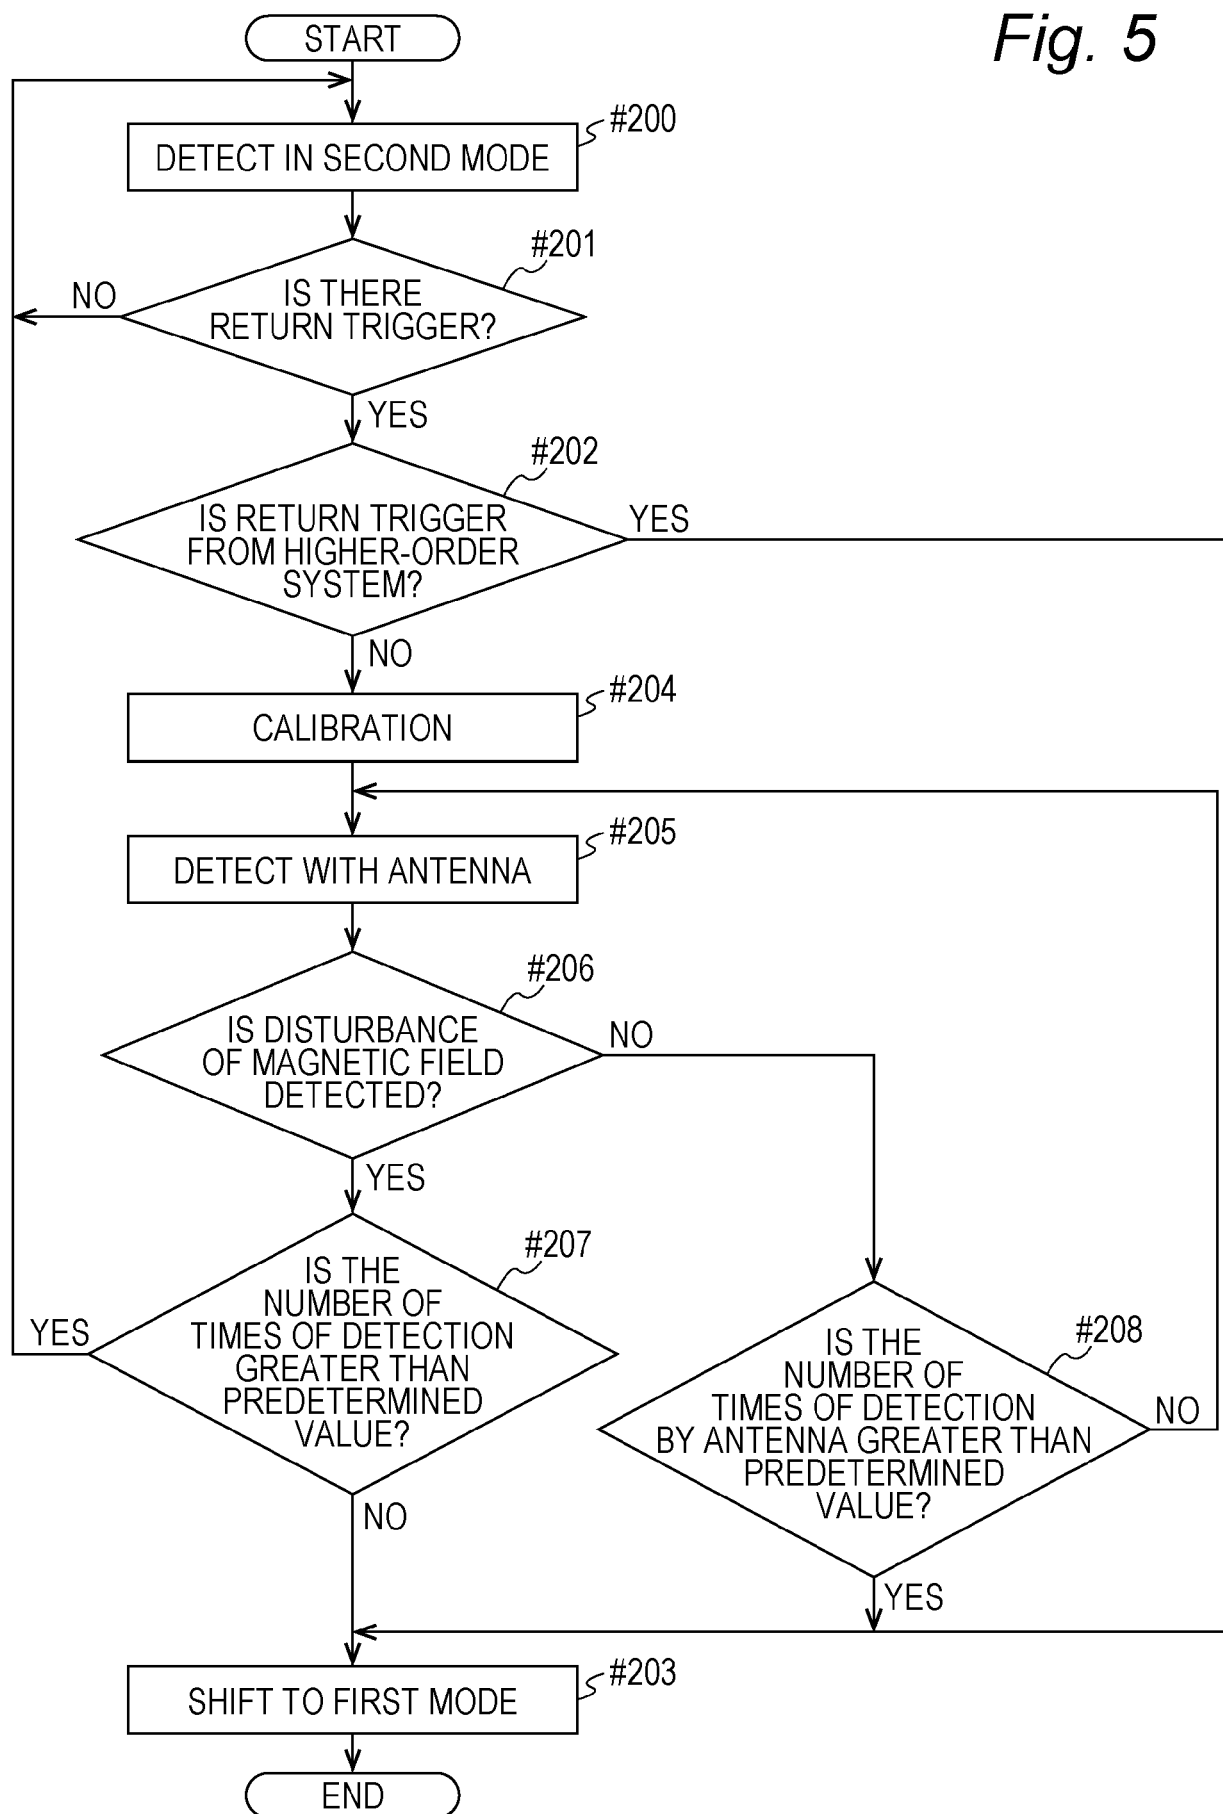 Fig. 5
START
#200
DETECT IN SECOND MODE
#201
IS THERE
RETURN TRIGGER?
NO
YES
#202
IS RETURN TRIGGER
FROM HIGHER-ORDER
SYSTEM?
YES
NO
#204
CALIBRATION
#205
DETECT WITH ANTENNA
#206
IS DISTURBANCE
OF MAGNETIC FIELD
DETECTED?
NO
YES
#207
IS THE
NUMBER OF
TIMES OF DETECTION
GREATER THAN
PREDETERMINED
VALUE?
YES
NO
#208
IS THE
NUMBER OF
TIMES OF DETECTION
BY ANTENNA GREATER THAN
PREDETERMINED
VALUE?
NO
YES
#203
SHIFT TO FIRST MODE
END